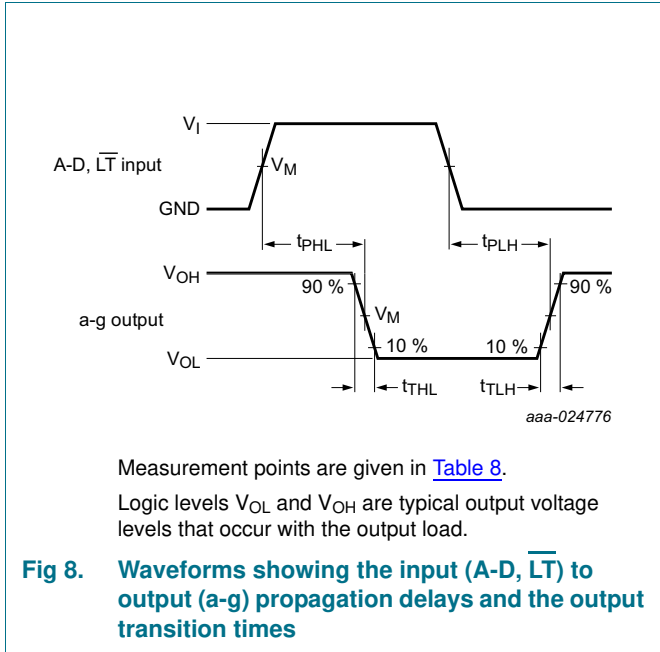 V_I
A-D, L̅T̅ input
V_M
GND
t_PHL
t_PLH
V_OH
90 %
90 %
a-g output
V_M
10 %
10 %
V_OL
t_THL
t_TLH
aaa-024776
Measurement points are given in Table 8.
Logic levels V_OL and V_OH are typical output voltage
levels that occur with the output load.
Fig 8. Waveforms showing the input (A-D, L̅T̅) to
output (a-g) propagation delays and the output
transition times